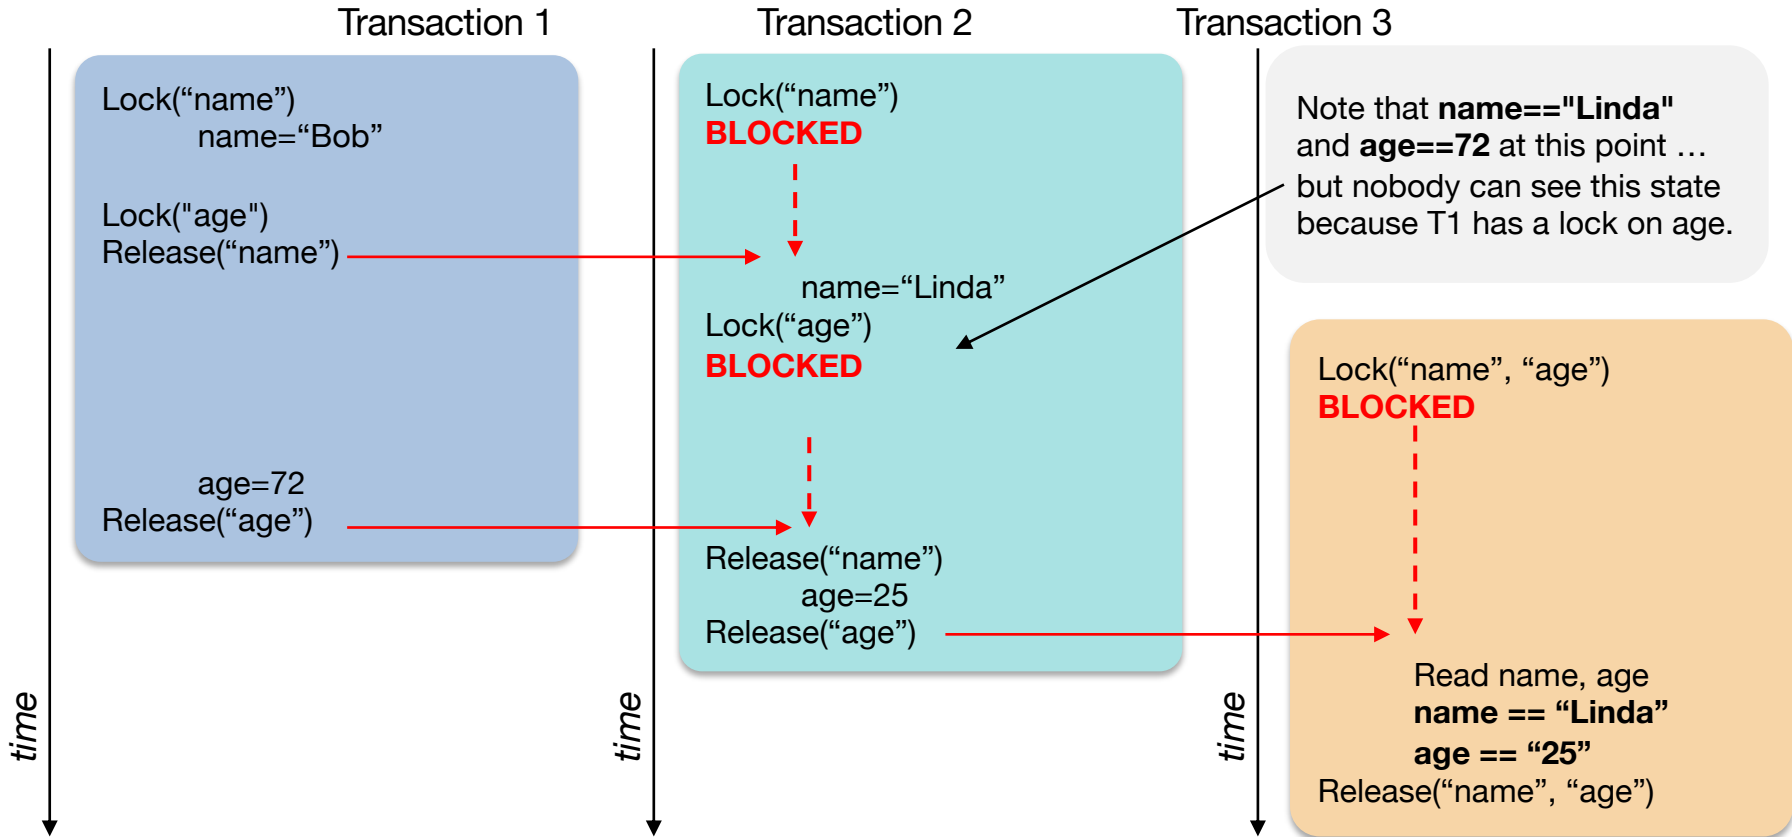 Transaction 1
Lock(“name”)
name=“Bob”
Lock("age")
Release(“name”)
age=72
Release(“age”)
time
Transaction 2
Lock(“name”)
BLOCKED
name=“Linda”
Lock(“age”)
BLOCKED
Release(“name”)
age=25
Release(“age”)
time
Transaction 3
Note that name=="Linda"
and age==72 at this point …
but nobody can see this state
because T1 has a lock on age.
Lock(“name”, “age”)
BLOCKED
Read name, age
name == “Linda”
age == “25”
Release(“name”, “age”)
time